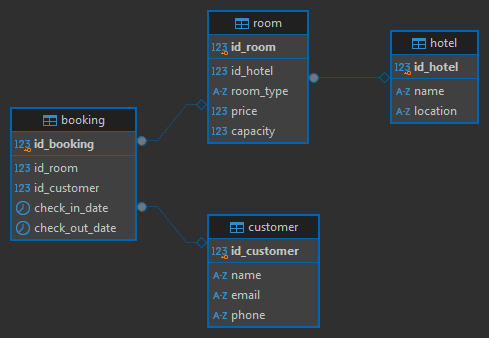 room
id_room
123 id_hotel
A-Z room_type
123 price
123 capacity
hotel
123 id_hotel
A-Z name
A-Z location
booking
123 id_booking
123 id_room
123 id_customer
check_in_date
check_out_date
customer
123 id_customer
A-Z name
A-Z email
A-Z phone